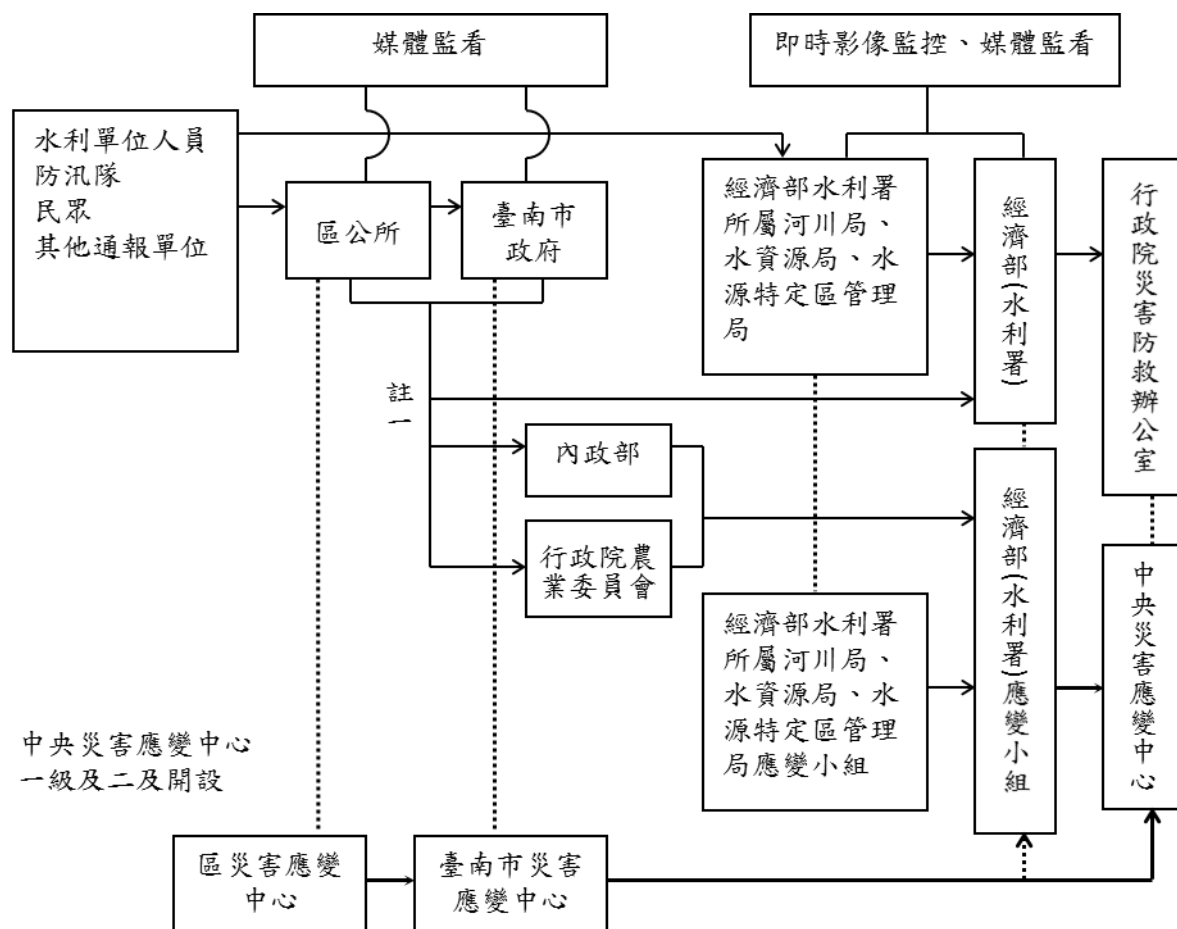 媒體監看
即時影像監控、媒體監看
水利單位人員
防汛隊
民眾
其他通報單位
區公所
臺南市
政府
經濟部水利署
所屬河川局、
水資源局、水
源特定區管理
局
經濟部(水利署)
行政院災害防救辦公室
註
一
內政部
行政院農
業委員會
經濟部水利署
所屬河川局、
水資源局、水
源特定區管理
局應變小組
經濟部(水利署)應變小組
中央災害應變中心
中央災害應變中心
一級及二及開設
區災害應變
中心
臺南市災害
應變中心